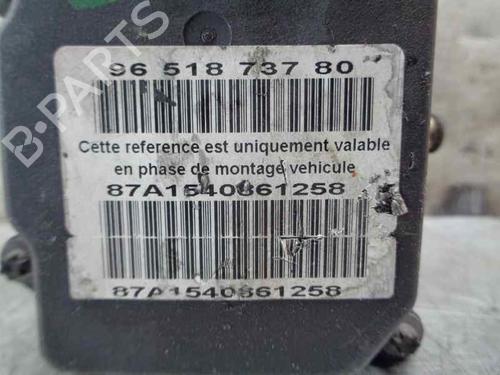 96 518 737 80
Cette reference est uniquement valable
en phase de montage vehicule
87A1540861258
87A1540861258
B-PARTS